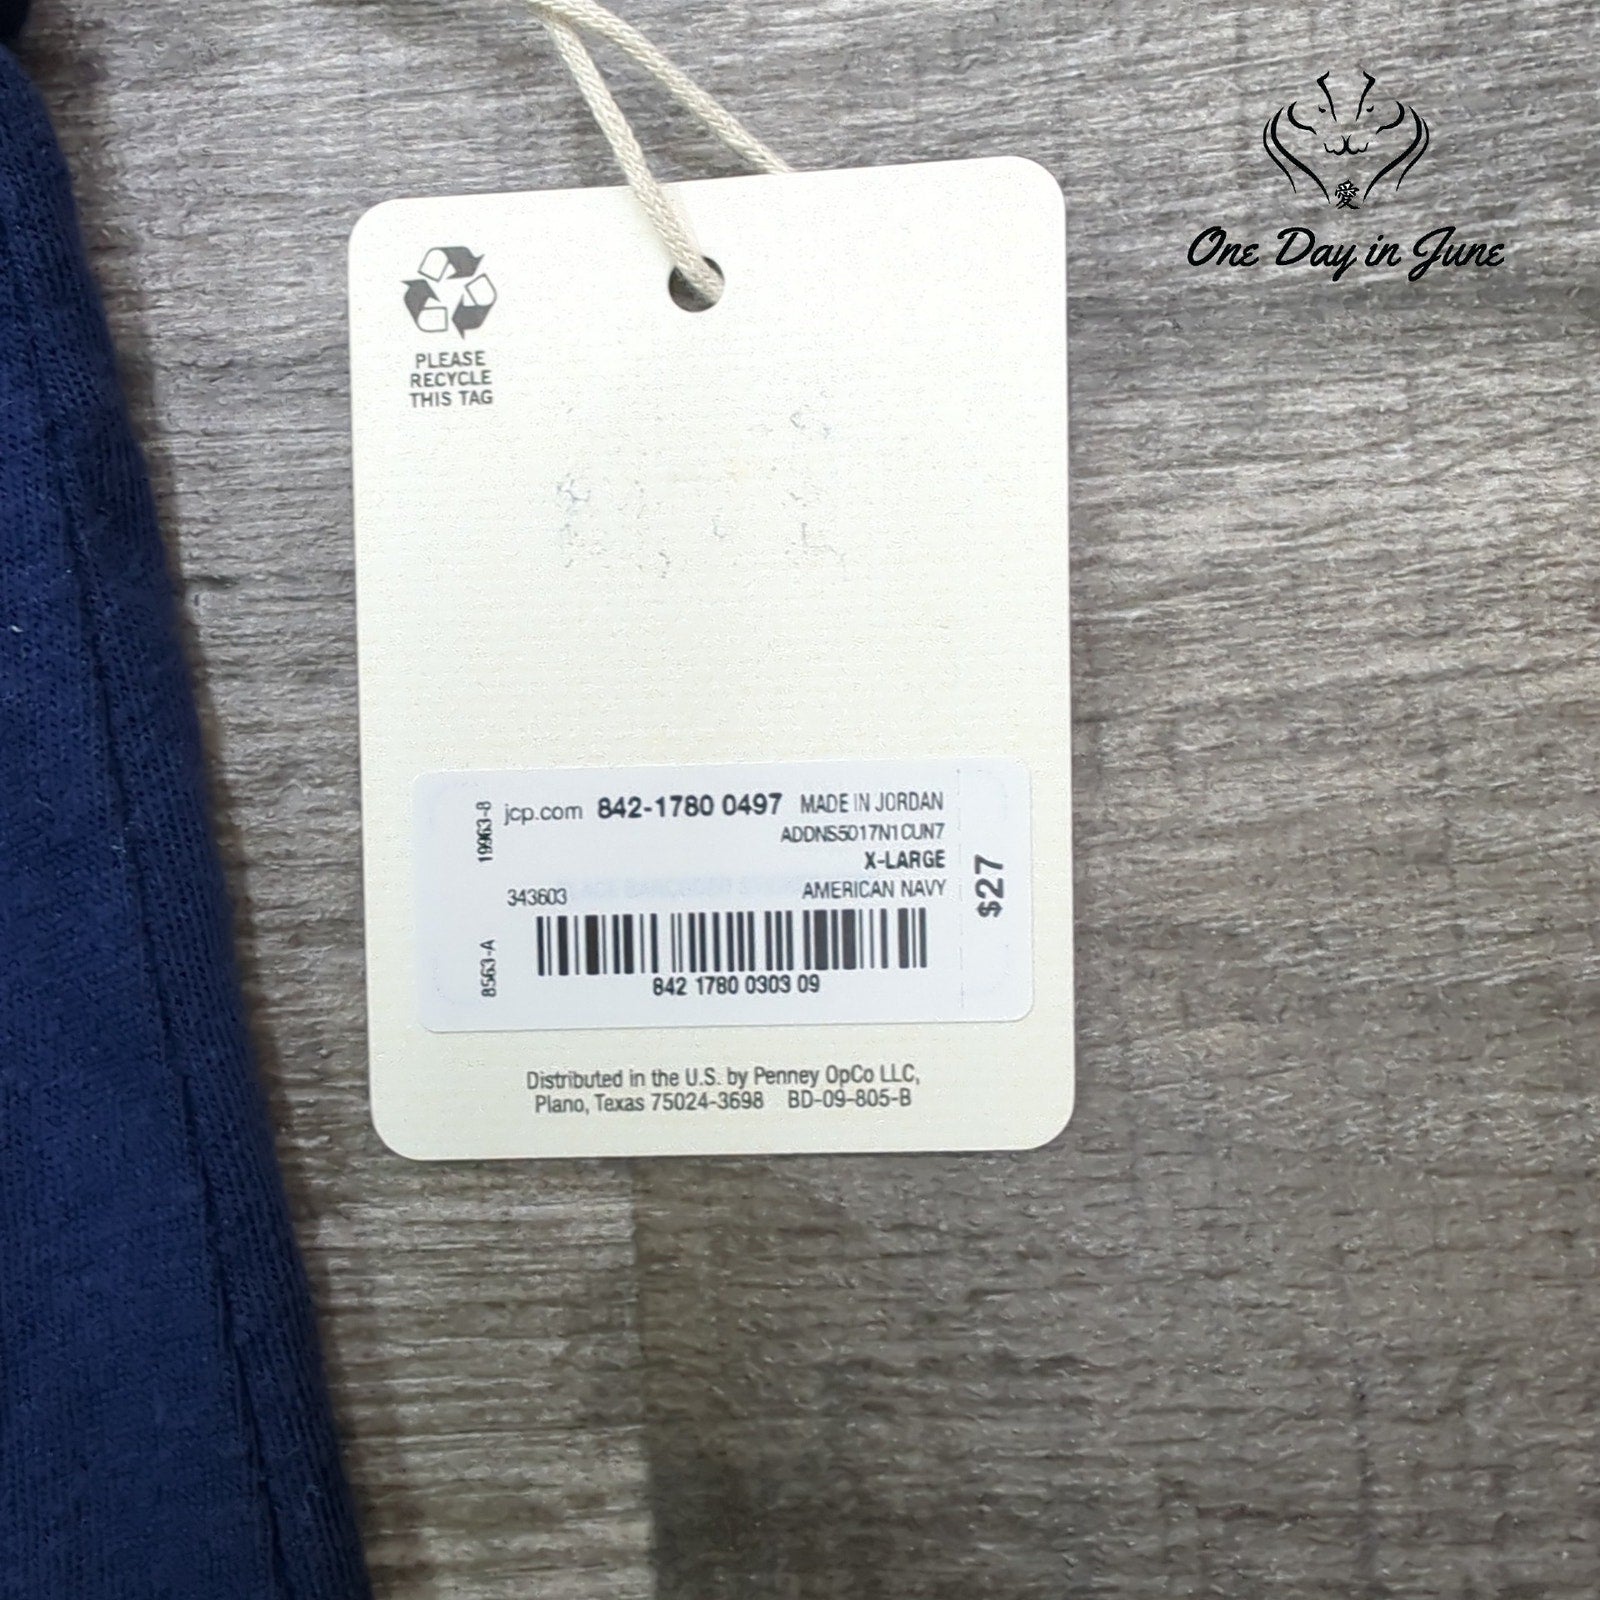 愛
One Day in June
PLEASE
RECYCLE
THIS TAG
19963-8
jcp.com 842-1780 0497 MADE IN JORDAN
ADDNS5017N1CUN7
X-LARGE
343603 AMERICAN NAVY
$27
8563-A
842 1780 0303 09
Distributed in the U.S. by Penney OpCo LLC,
Plano, Texas 75024-3698 BD-09-805-B